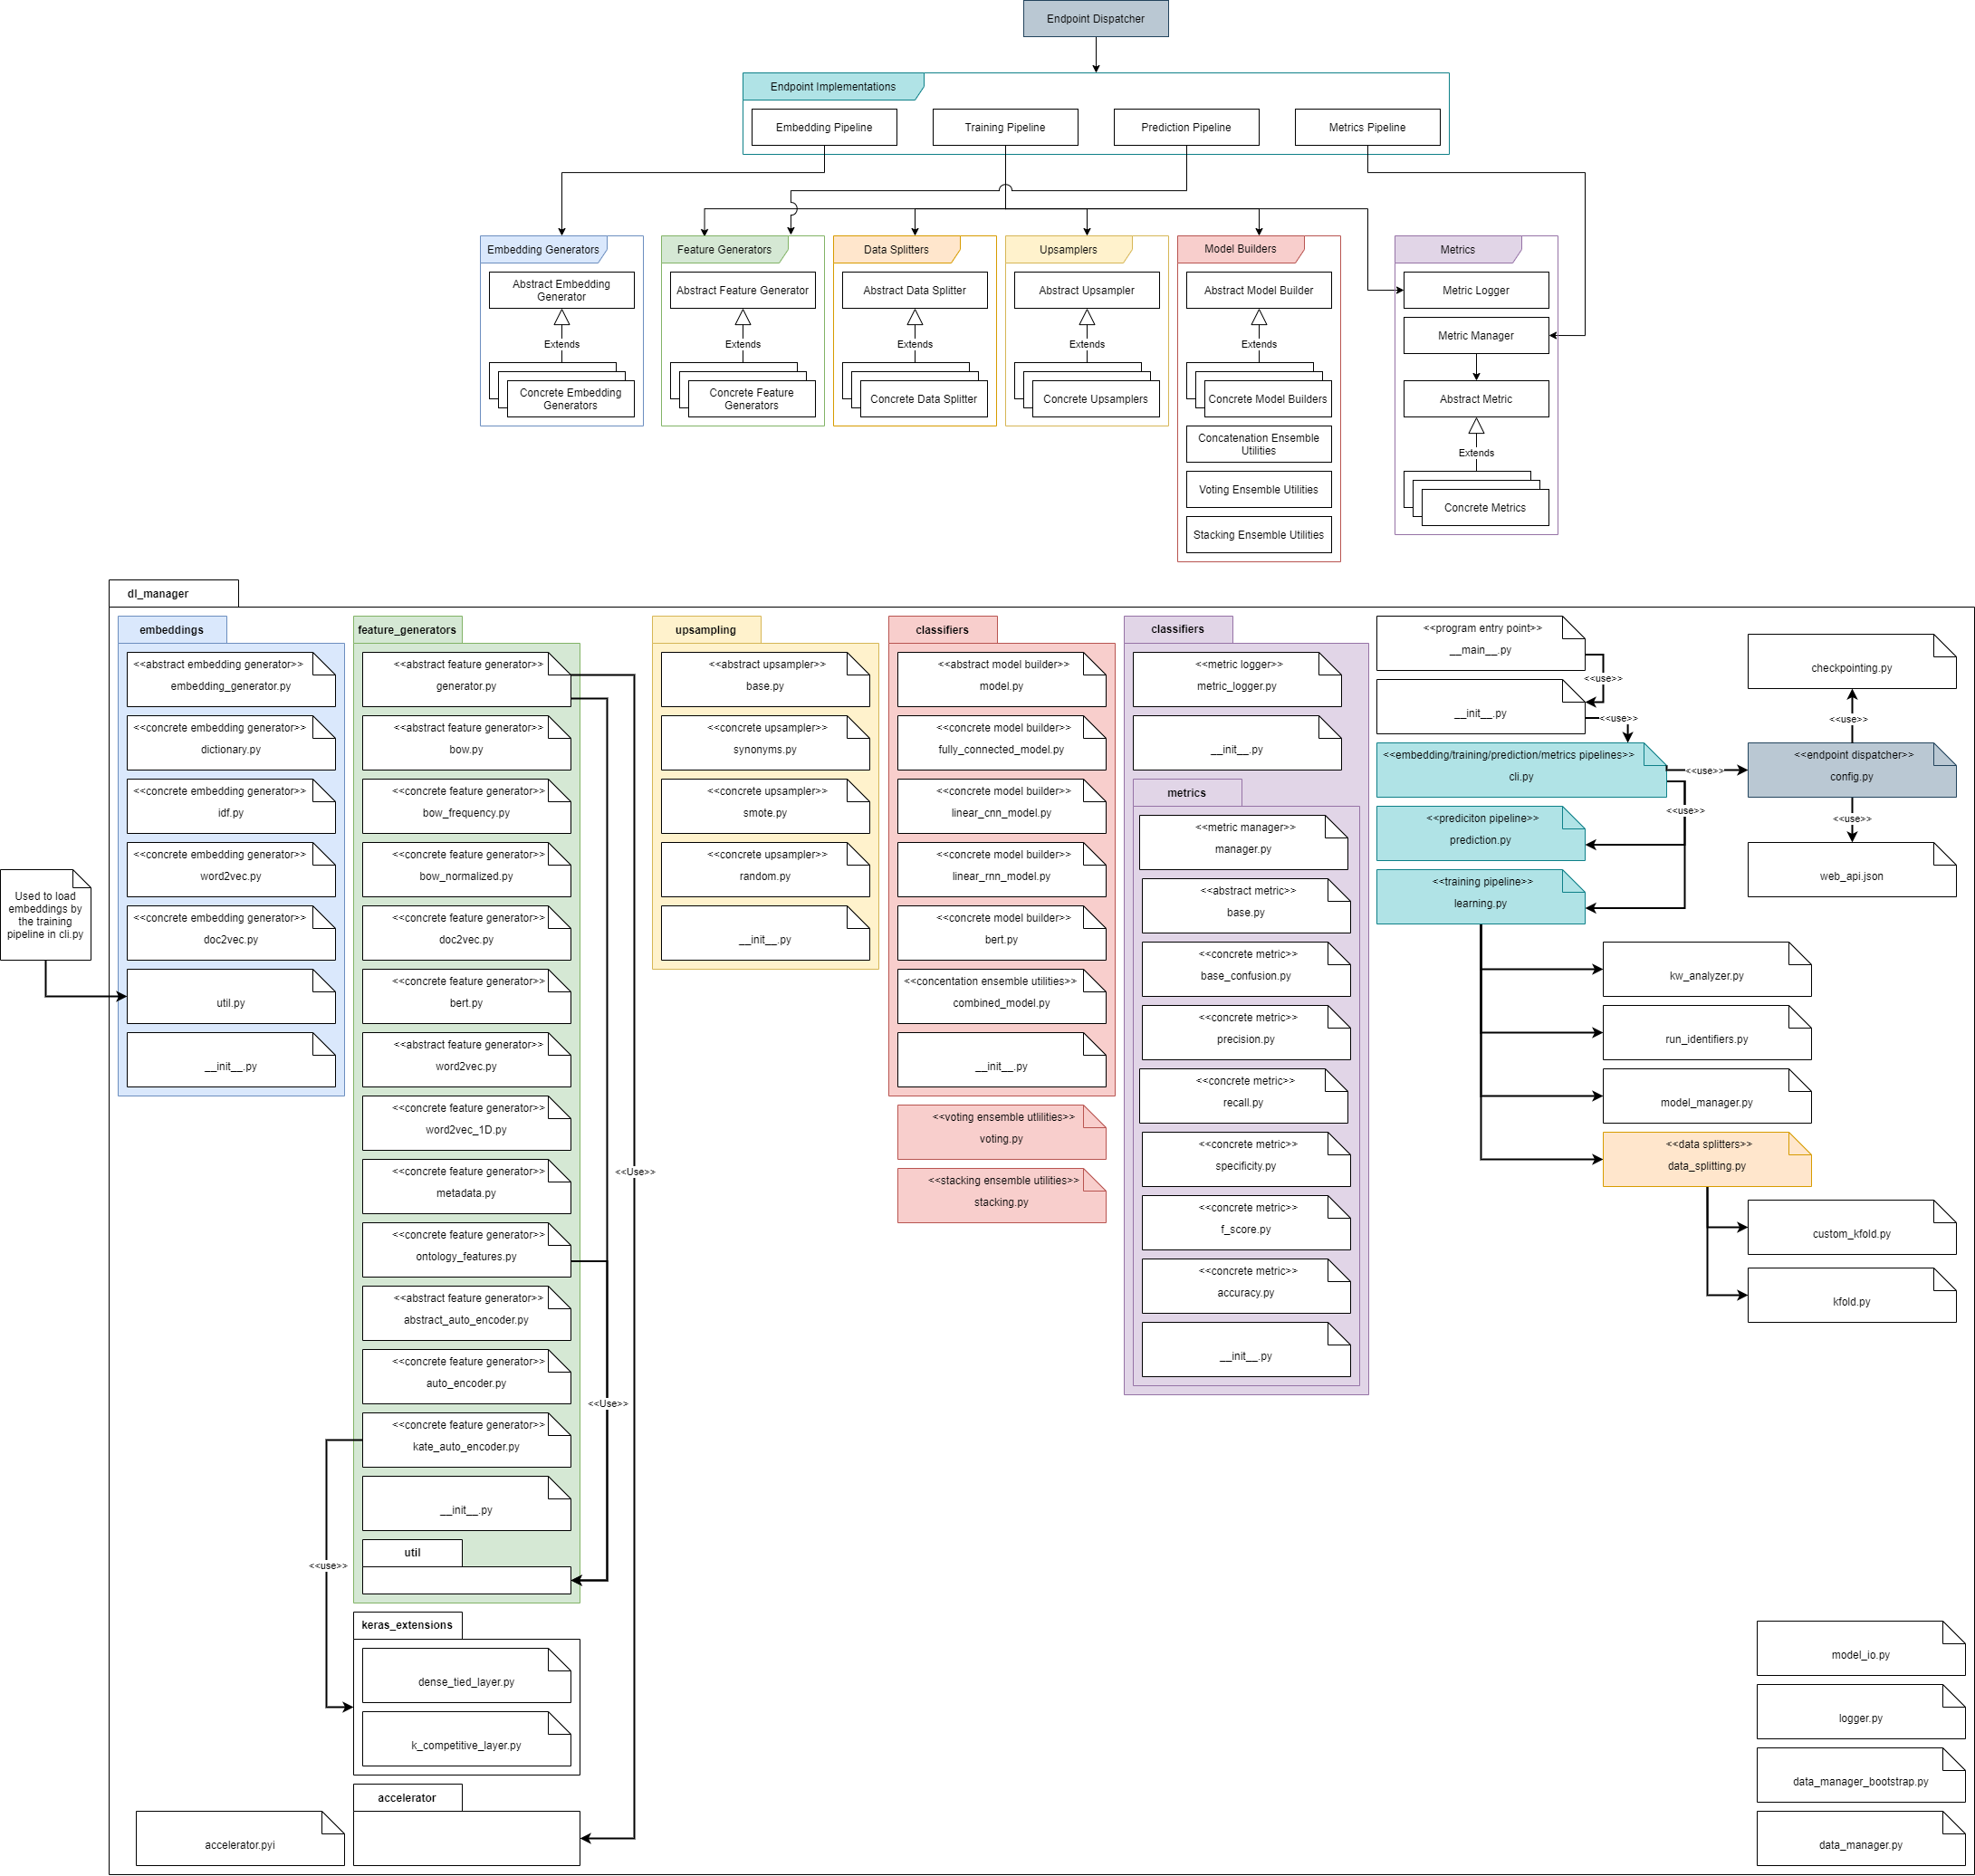 Endpoint Dispatcher
Endpoint Implementations
Embedding Pipeline
Training Pipeline
Prediction Pipeline
Metrics Pipeline
Embedding Generators
Abstract Embedding
Generator
Extends
Concrete Embedding
Generators
Feature Generators
Abstract Feature Generator
Extends
Concrete Feature
Generators
Data Splitters
Abstract Data Splitter
Extends
Concrete Data Splitter
Upsamplers
Abstract Upsampler
Extends
Concrete Upsamplers
Model Builders
Abstract Model Builder
Extends
Concrete Model Builders
Concatenation Ensemble
Utilities
Voting Ensemble Utilities
Stacking Ensemble Utilities
Metrics
Metric Logger
Metric Manager
Abstract Metric
Extends
Concrete Metrics
dl_manager
Used to load
embeddings by
the training
pipeline in cli.py
embeddings
<<abstract embedding generator>>
embedding_generator.py
<<concrete embedding generator>>
dictionary.py
<<concrete embedding generator>>
idf.py
<<concrete embedding generator>>
word2vec.py
<<concrete embedding generator>>
doc2vec.py
util.py
__init__.py
feature_generators
<<abstract feature generator>>
generator.py
<<abstract feature generator>>
bow.py
<<concrete feature generator>>
bow_frequency.py
<<concrete feature generator>>
bow_normalized.py
<<concrete feature generator>>
doc2vec.py
<<concrete feature generator>>
bert.py
<<abstract feature generator>>
word2vec.py
<<concrete feature generator>>
word2vec_1D.py
<<concrete feature generator>>
metadata.py
<<concrete feature generator>>
ontology_features.py
<<abstract feature generator>>
abstract_auto_encoder.py
<<concrete feature generator>>
auto_encoder.py
<<concrete feature generator>>
kate_auto_encoder.py
__init__.py
util
<<Use>>
<<Use>>
<<use>>
keras_extensions
dense_tied_layer.py
k_competitive_layer.py
accelerator
accelerator.pyi
upsampling
<<abstract upsampler>>
base.py
<<concrete upsampler>>
synonyms.py
<<concrete upsampler>>
smote.py
<<concrete upsampler>>
random.py
__init__.py
classifiers
<<abstract model builder>>
model.py
<<concrete model builder>>
fully_connected_model.py
<<concrete model builder>>
linear_cnn_model.py
<<concrete model builder>>
linear_rnn_model.py
<<concrete model builder>>
bert.py
<<concentation ensemble utilities>>
combined_model.py
__init__.py
<<voting ensemble utlilities>>
voting.py
<<stacking ensemble utilities>>
stacking.py
classifiers
<<metric logger>>
metric_logger.py
__init__.py
metrics
<<metric manager>>
manager.py
<<abstract metric>>
base.py
<<concrete metric>>
base_confusion.py
<<concrete metric>>
precision.py
<<concrete metric>>
recall.py
<<concrete metric>>
specificity.py
<<concrete metric>>
f_score.py
<<concrete metric>>
accuracy.py
__init__.py
<<program entry point>>
__main__.py
<<use>>
__init__.py
<<use>>
<<embedding/training/prediction/metrics pipelines>>
cli.py
<<use>>
<<use>>
<<prediciton pipeline>>
prediction.py
<<training pipeline>>
learning.py
checkpointing.py
<<use>>
<<endpoint dispatcher>>
config.py
<<use>>
web_api.json
kw_analyzer.py
run_identifiers.py
model_manager.py
<<data splitters>>
data_splitting.py
custom_kfold.py
kfold.py
model_io.py
logger.py
data_manager_bootstrap.py
data_manager.py